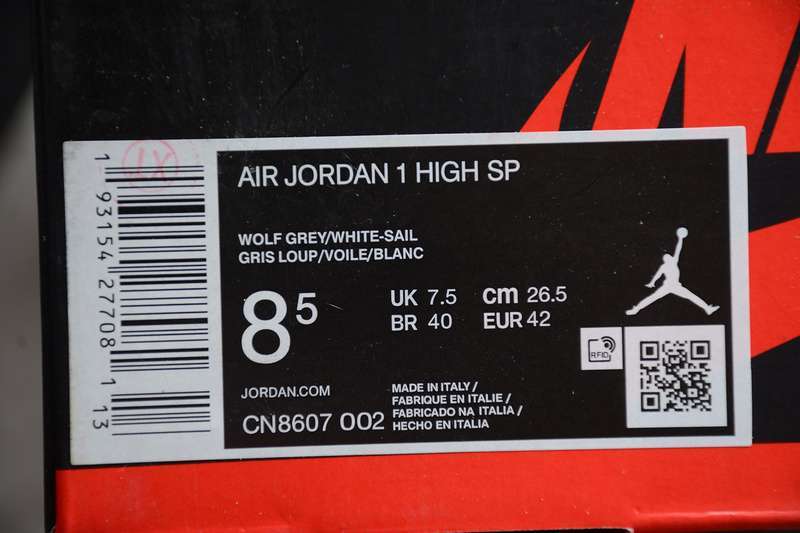 AIR JORDAN 1 HIGH SP
WOLF GREY/WHITE-SAIL
GRIS LOUP/VOILE/BLANC
8 5
UK 7.5 cm 26.5
BR 40 EUR 42
RFID
JORDAN.COM
CN8607 002
MADE IN ITALY /
FABRIQUE EN ITALIE /
FABRICADO NA ITALIA /
HECHO EN ITALIA
1 93154 27708 1 13